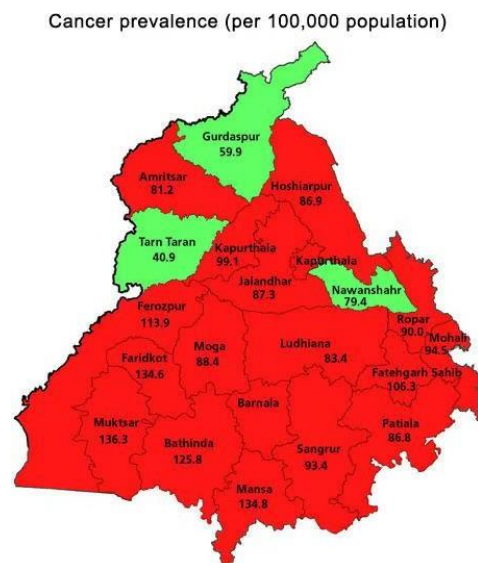 Cancer prevalence (per 100,000 population)
Gurdaspur
59.9
Amritsar
81.2
Hoshiarpur
86.9
Tarn Taran
40.9
Kapurthala
99.1
Kapurthala
Jalandhar
87.3
Nawanshahr
79.4
Ferozpur
113.9
Ropar
90.0
Mohali
94.5
Moga
88.4
Ludhiana
83.4
Faridkot
134.6
Fatehgarh Sahib
106.3
Muktsar
136.3
Barnala
Patiala
86.8
Bathinda
125.8
Sangrur
93.4
Mansa
134.8